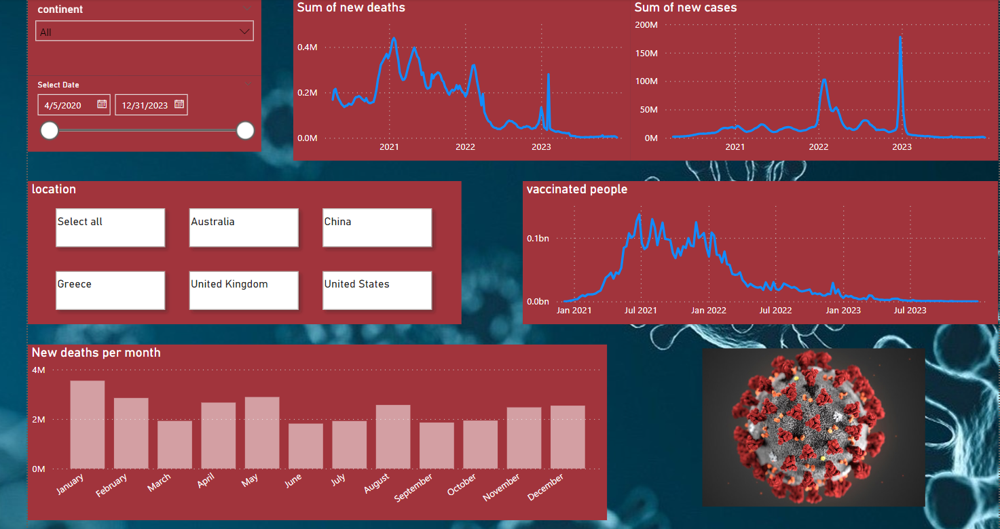 continent
All
Select Date
4/5/2020
12/31/2023
Sum of new deaths
0.4M
0.2M
0.0M
2021
2022
2023
Sum of new cases
200M
150M
100M
50M
0M
2021
2022
2023
location
Select all
Australia
China
Greece
United Kingdom
United States
vaccinated people
0.1bn
0.0bn
Jan 2021
Jul 2021
Jan 2022
Jul 2022
Jan 2023
Jul 2023
New deaths per month
4M
2M
0M
January
February
March
April
May
June
July
August
September
October
November
December